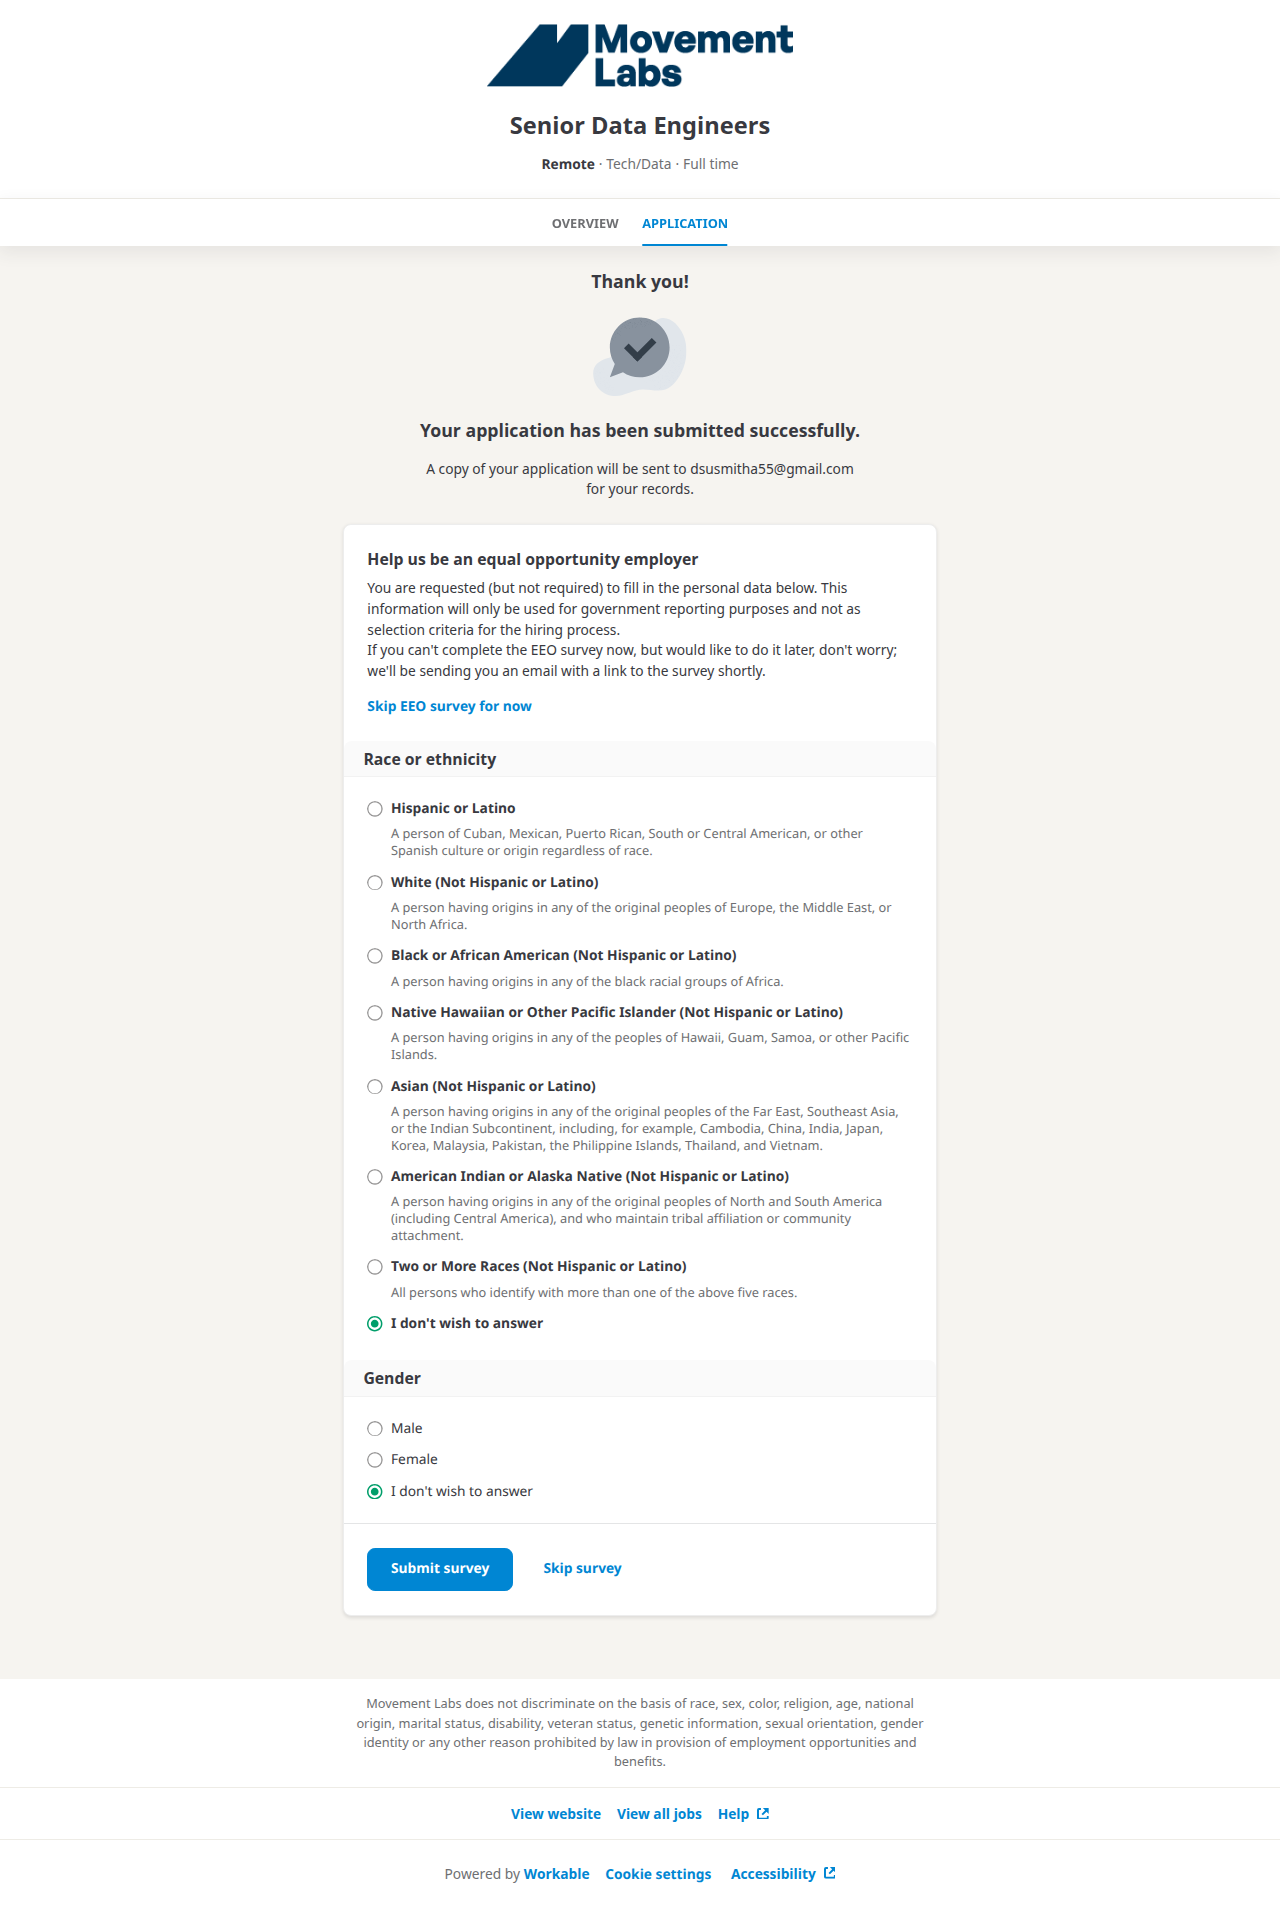 Movement
Labs
Senior Data Engineers
Remote · Tech/Data · Full time
OVERVIEW APPLICATION
Thank you!
Your application has been submitted successfully.
A copy of your application will be sent to dsusmitha55@gmail.com
for your records.
Help us be an equal opportunity employer
You are requested (but not required) to fill in the personal data below. This
information will only be used for government reporting purposes and not as
selection criteria for the hiring process.
If you can't complete the EEO survey now, but would like to do it later, don't worry;
we'll be sending you an email with a link to the survey shortly.
Skip EEO survey for now
Race or ethnicity
Hispanic or Latino
A person of Cuban, Mexican, Puerto Rican, South or Central American, or other
Spanish culture or origin regardless of race.
White (Not Hispanic or Latino)
A person having origins in any of the original peoples of Europe, the Middle East, or
North Africa.
Black or African American (Not Hispanic or Latino)
A person having origins in any of the black racial groups of Africa.
Native Hawaiian or Other Pacific Islander (Not Hispanic or Latino)
A person having origins in any of the peoples of Hawaii, Guam, Samoa, or other Pacific
Islands.
Asian (Not Hispanic or Latino)
A person having origins in any of the original peoples of the Far East, Southeast Asia,
or the Indian Subcontinent, including, for example, Cambodia, China, India, Japan,
Korea, Malaysia, Pakistan, the Philippine Islands, Thailand, and Vietnam.
American Indian or Alaska Native (Not Hispanic or Latino)
A person having origins in any of the original peoples of North and South America
(including Central America), and who maintain tribal affiliation or community
attachment.
Two or More Races (Not Hispanic or Latino)
All persons who identify with more than one of the above five races.
I don't wish to answer
Gender
Male
Female
I don't wish to answer
Submit survey Skip survey
Movement Labs does not discriminate on the basis of race, sex, color, religion, age, national
origin, marital status, disability, veteran status, genetic information, sexual orientation, gender
identity or any other reason prohibited by law in provision of employment opportunities and
benefits.
View website View all jobs Help
Powered by Workable Cookie settings Accessibility